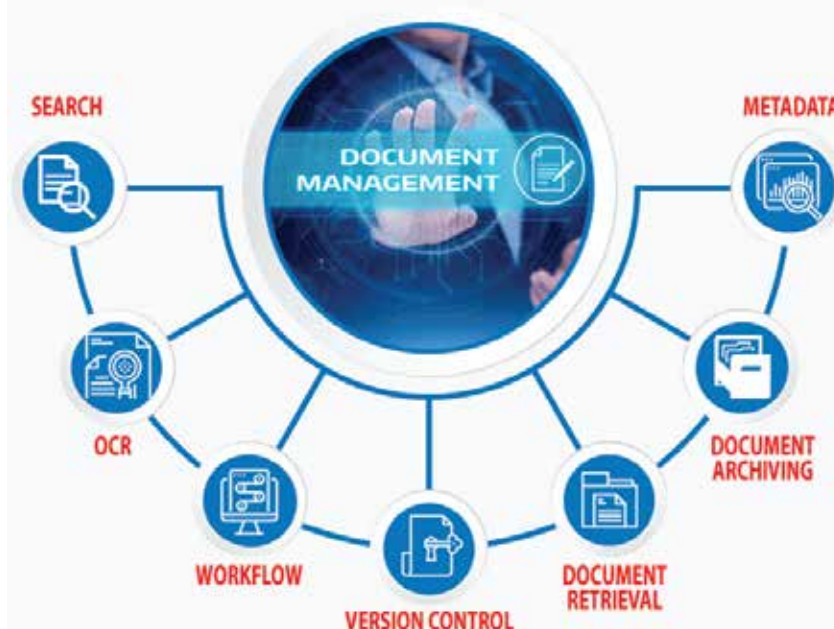 SEARCH
METADATA
DOCUMENT
MANAGEMENT
OCR
DOCUMENT
ARCHIVING
WORKFLOW
DOCUMENT
RETRIEVAL
VERSION CONTROL